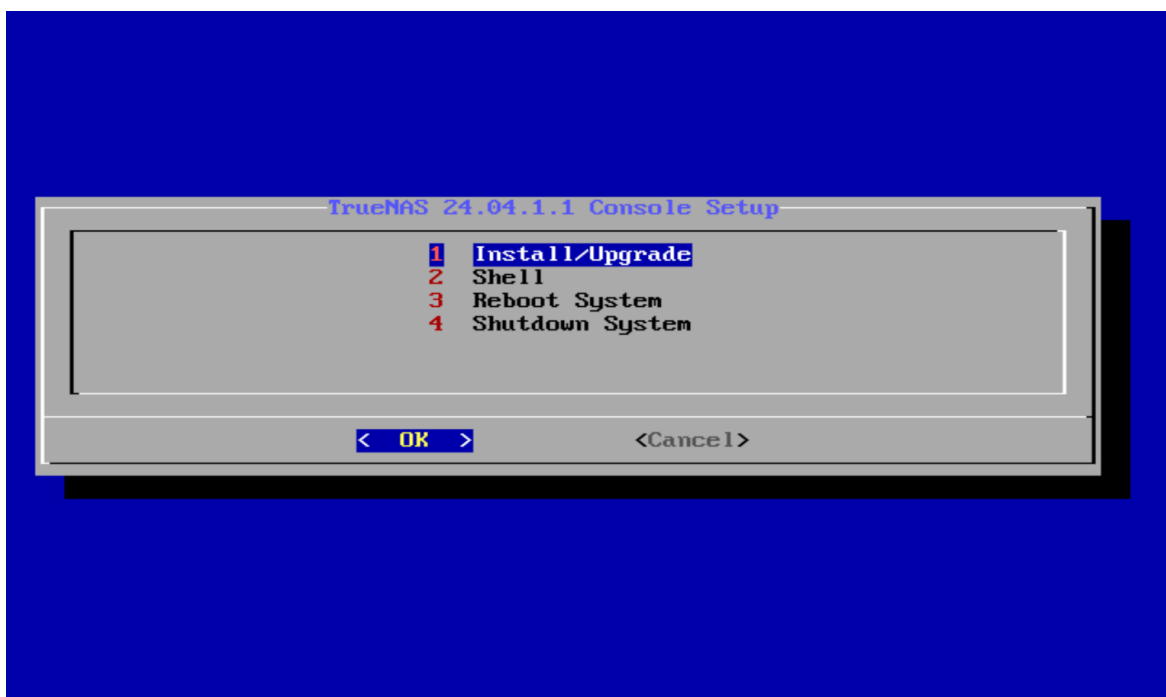 TrueNAS 24.04.1.1 Console Setup
1 Install/Upgrade
2 Shell
3 Reboot System
4 Shutdown System
< OK > <Cancel>